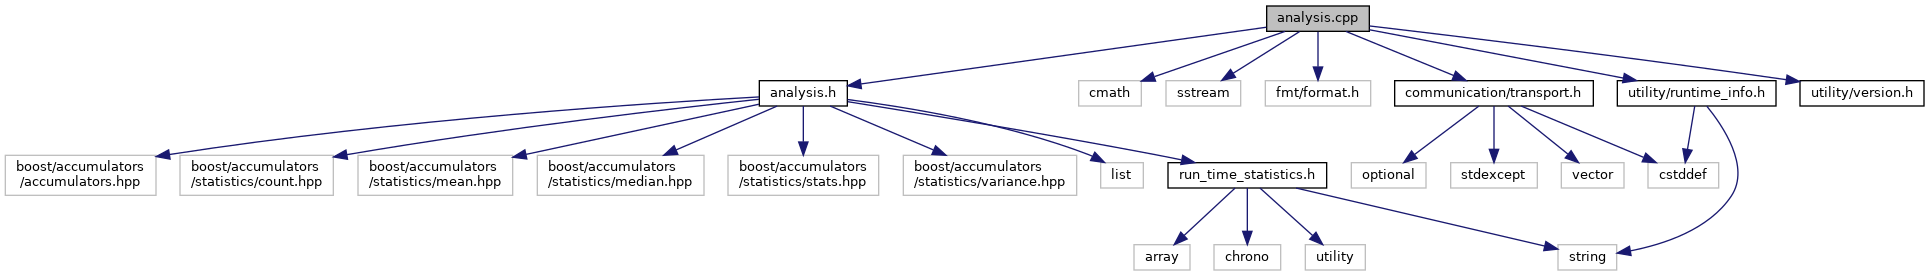 analysis.cpp
analysis.h
cmath
sstream
fmt/format.h
communication/transport.h
utility/runtime_info.h
utility/version.h
boost/accumulators
/accumulators.hpp
boost/accumulators
/statistics/count.hpp
boost/accumulators
/statistics/mean.hpp
boost/accumulators
/statistics/median.hpp
boost/accumulators
/statistics/stats.hpp
boost/accumulators
/statistics/variance.hpp
list
run_time_statistics.h
optional
stdexcept
vector
cstddef
array
chrono
utility
string